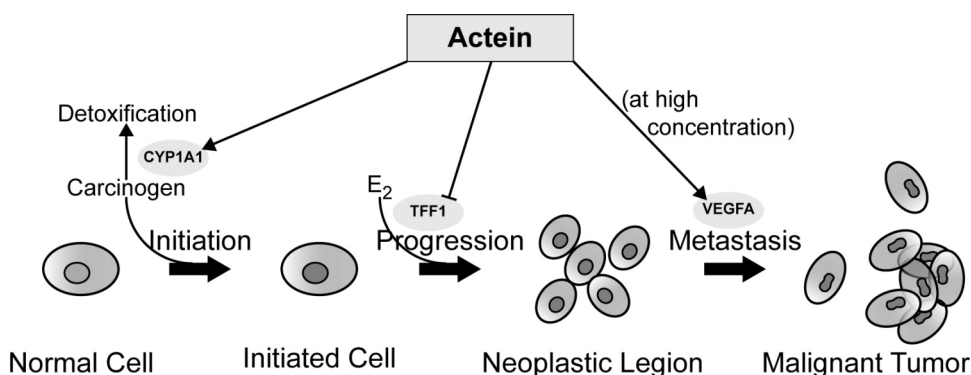 Actein
(at high
concentration)
Detoxification
CYP1A1
Carcinogen
E2
TFF1
VEGFA
Initiation
Progression
Metastasis
Normal Cell
Initiated Cell
Neoplastic Legion
Malignant Tumor